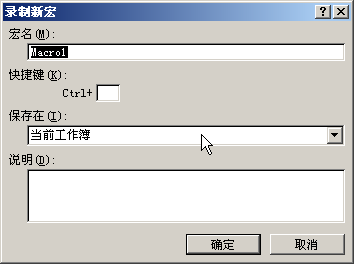 录制新宏
宏名(M):
Macro1
快捷键(K):
Ctrl+
保存在(I):
当前工作簿
说明(D):
确定 取消